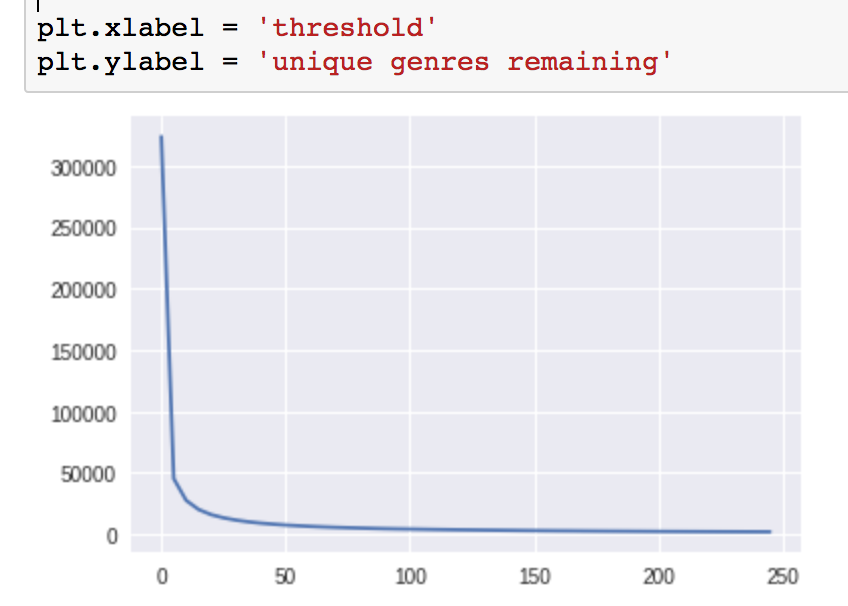 plt.xlabel = 'threshold'
plt.ylabel = 'unique genres remaining'
300000
250000
200000
150000
100000
50000
0
0 50 100 150 200 250